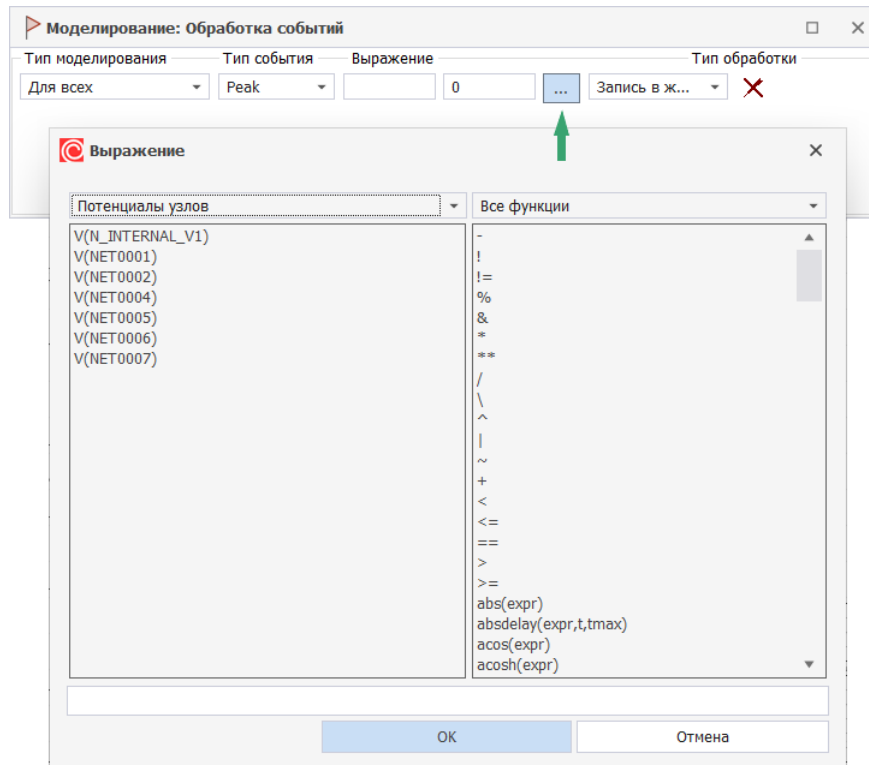 Моделирование: Обработка событий
Тип моделирования Тип события Выражение Тип обработки
Для всех Peak 0 ... Запись в ж...
Выражение
Потенциалы узлов Все функции
V(N_INTERNAL_V1)
V(NET0001)
V(NET0002)
V(NET0004)
V(NET0005)
V(NET0006)
V(NET0007)
-
!
!=
%
&
*
**
/
\
^
|
~
+
<
<=
==
>
>=
abs(expr)
absdelay(expr,t,tmax)
acos(expr)
acosh(expr)
OK Отмена